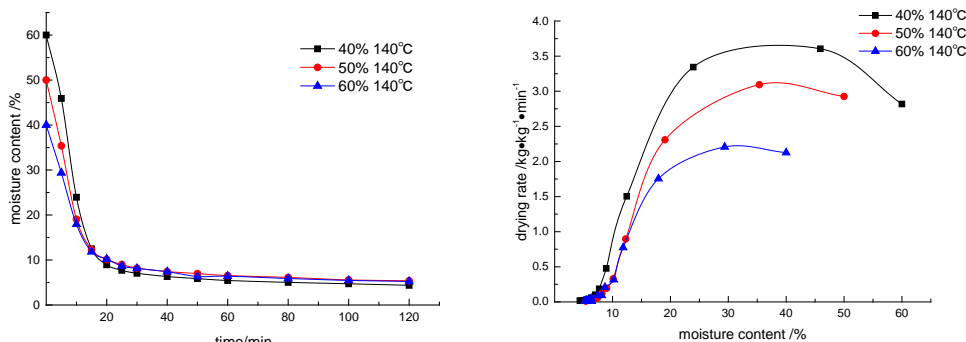 60
50
40
30
20
10
0
moisture content /%
40% 140°C
50% 140°C
60% 140°C
20
40
60
80
100
120
time/min
4.0
3.5
3.0
2.5
2.0
1.5
1.0
0.5
0.0
drying rate /kg●kg⁻¹●min⁻¹
40% 140°C
50% 140°C
60% 140°C
10
20
30
40
50
60
moisture content /%